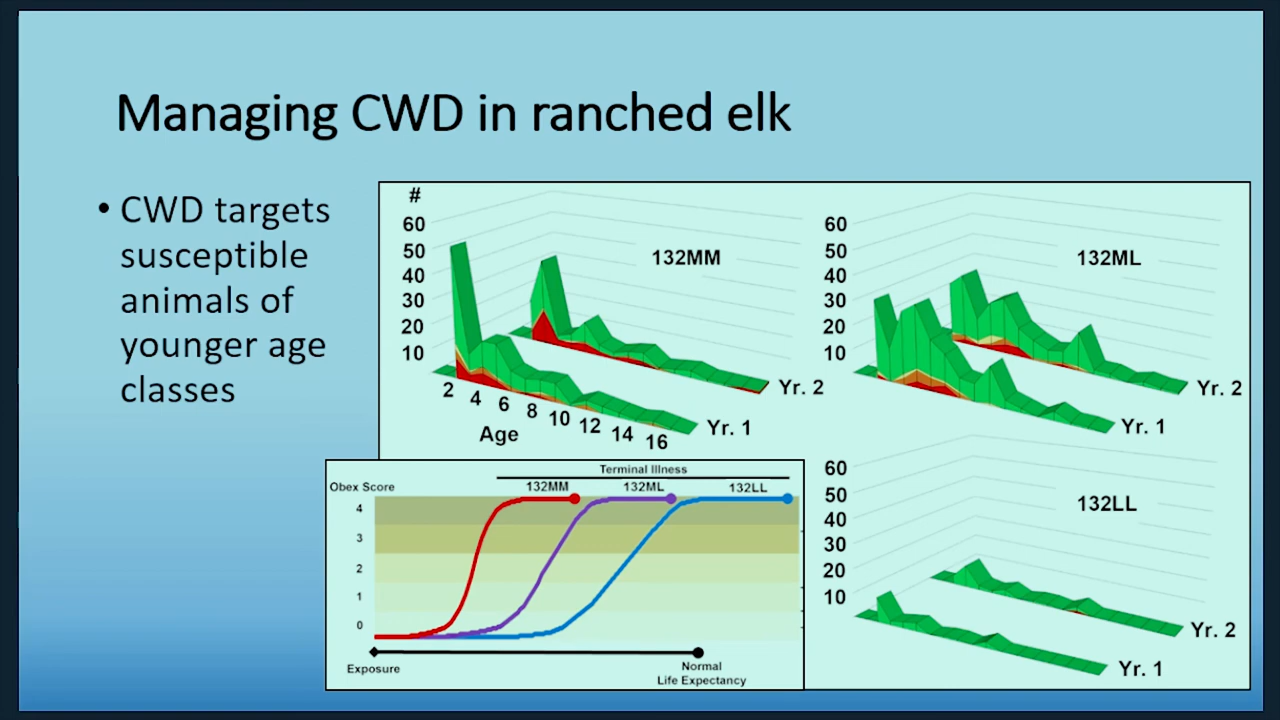 Managing CWD in ranched elk
• CWD targets
susceptible
animals of
younger age
classes
#
60
50
40
30
20
10
132MM
2 4 6 8 10 12 14 16
Age
Yr. 1
Yr. 2
60
50
40
30
20
10
132ML
Yr. 2
Yr. 1
60
50
40
30
20
10
132LL
Yr. 2
Yr. 1
Terminal Illness
Obex Score
132MM 132ML 132LL
4
3
2
1
0
Exposure
Normal
Life Expectancy